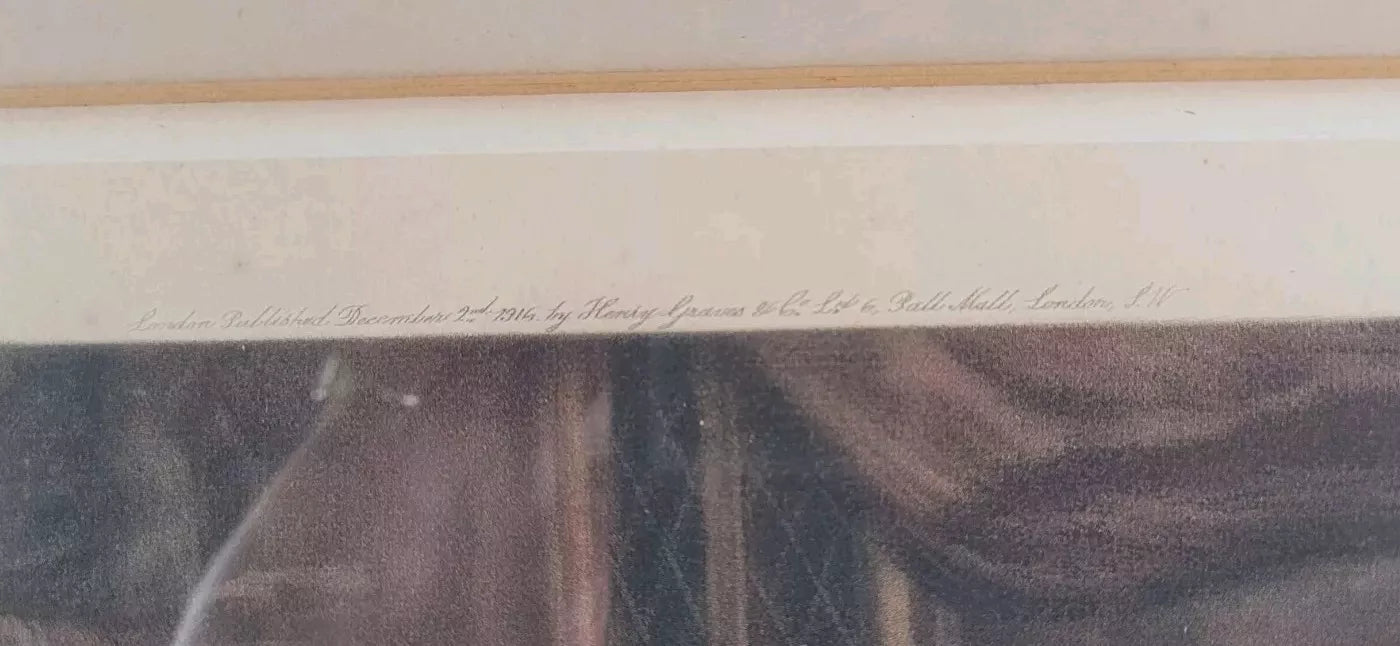 London Published December 2nd. 1914. by Henry Graves & Co. Ltd. 6, Pall Mall, London, S.W